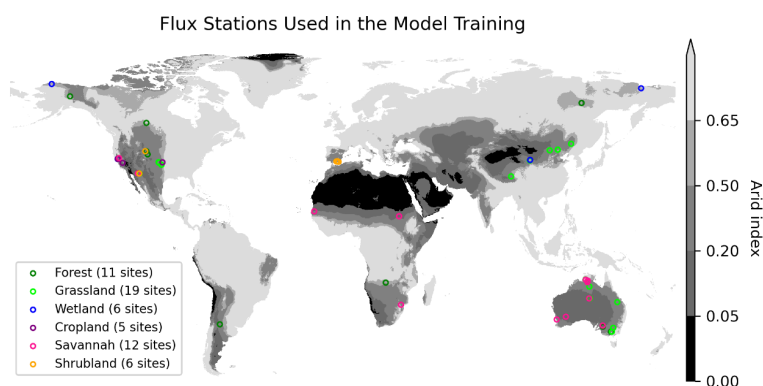 Flux Stations Used in the Model Training
0.65
0.50
0.20
0.05
0.00
Arid index
Forest (11 sites)
Grassland (19 sites)
Wetland (6 sites)
Cropland (5 sites)
Savannah (12 sites)
Shrubland (6 sites)